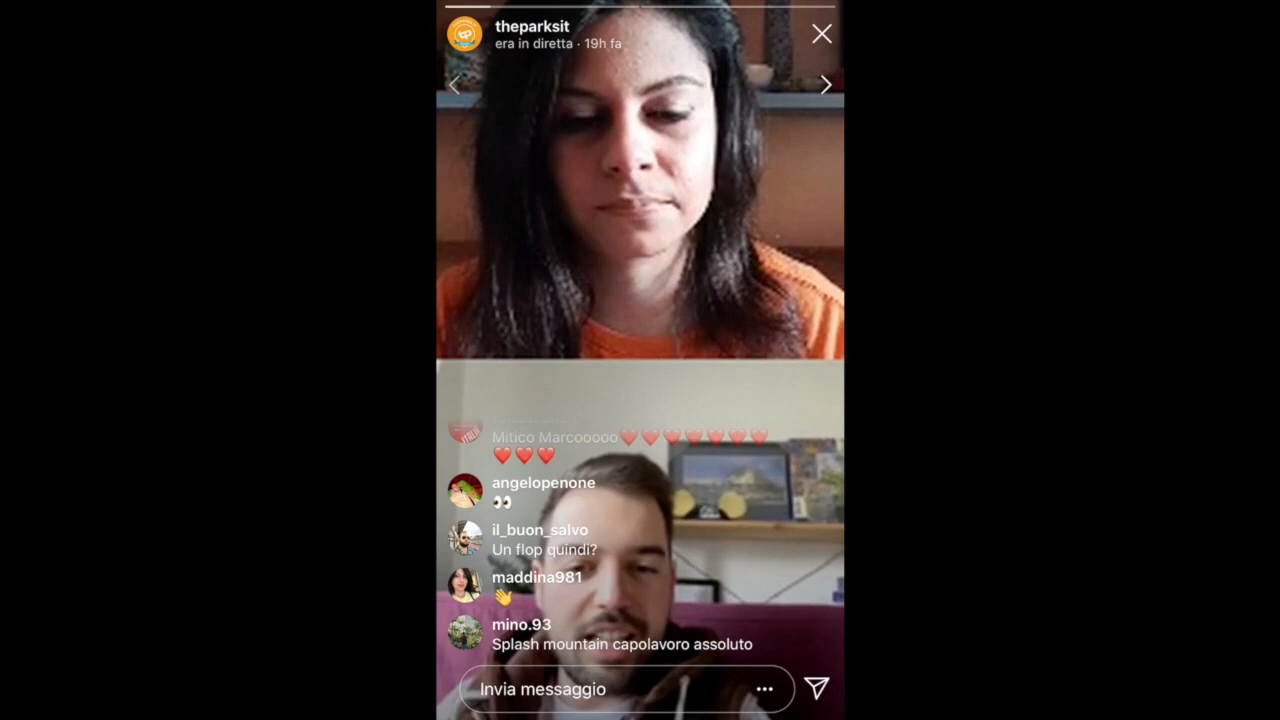 theparksit
era in diretta · 19h fa
Mitico Marcooooo❤️❤️❤️❤️❤️❤️❤️
❤️❤️❤️
angelopenone
👀
il_buon_salvo
Un flop quindi?
maddina981
👋
mino.93
Splash mountain capolavoro assoluto
Invia messaggio